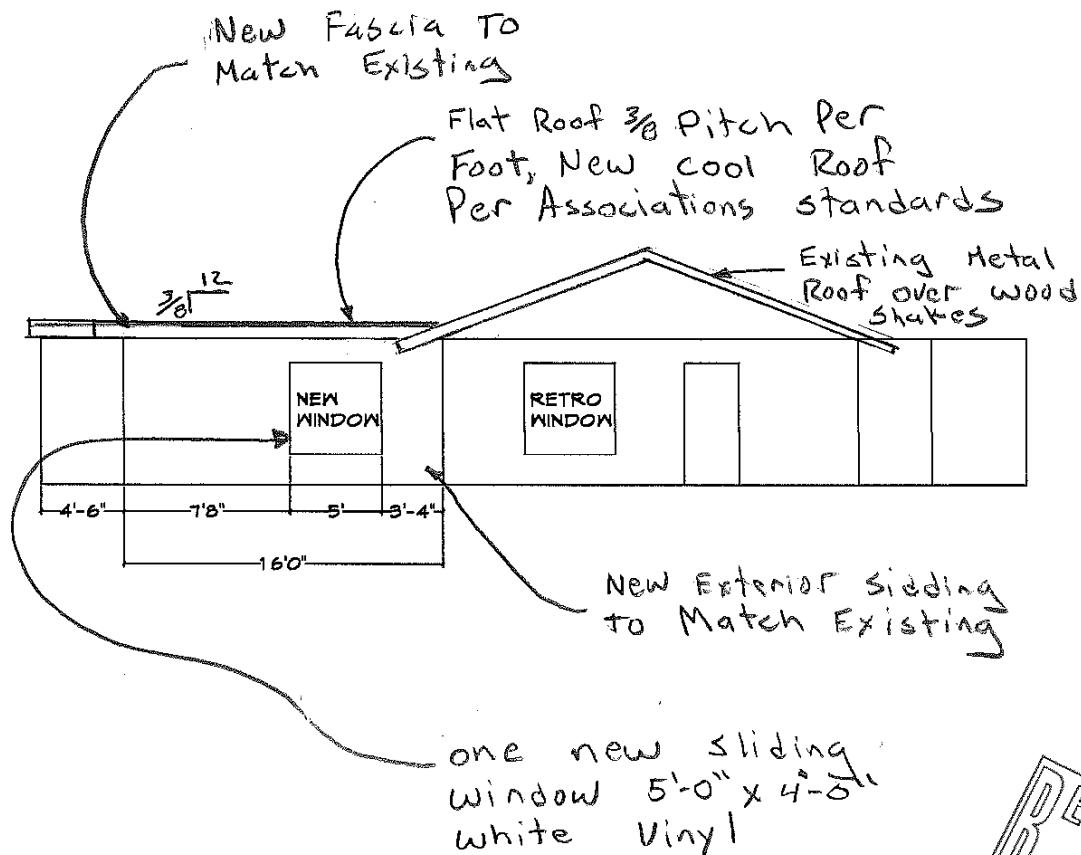 New Fascia To
Match Existing
Flat Roof 3/8 Pitch Per
Foot, New cool Roof
Per Associations standards
Existing Metal
Roof over wood
shakes
12
3/8
NEW
WINDOW
RETRO
WINDOW
4'-6"
7'8"
5'
3'-4"
16'0"
New Exterior sidding
to Match Existing
one new sliding
window 5'-0" x 4'-0"
white Vinyl